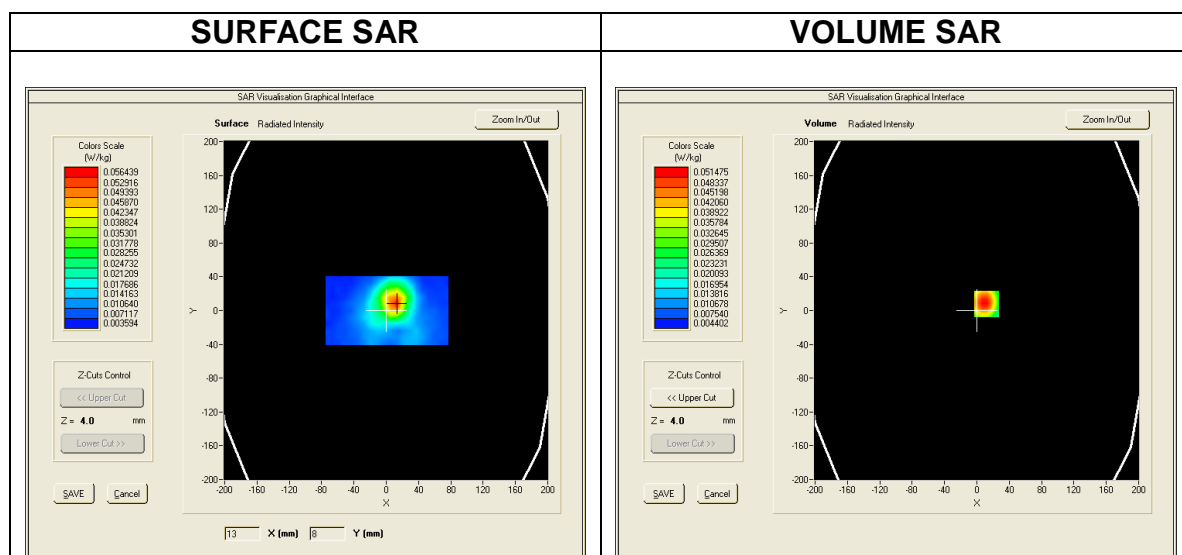 SURFACE SAR
VOLUME SAR
SAR Visualisation Graphical Interface
Surface Radiated Intensity
Zoom In/Out
Colors Scale
(W/kg)
0.056439
0.052916
0.049393
0.045870
0.042347
0.038824
0.035301
0.031778
0.028255
0.024732
0.021209
0.017686
0.014163
0.010640
0.007117
0.003594
Z-Cuts Control
<< Upper Cut
Z = 4.0 mm
Lower Cut >>
SAVE Cancel
200
160
120
80
40
0
-40
-80
-120
-160
-200
Y
-200 -160 -120 -80 -40 0 40 80 120 160 200
X
13 X (mm) 8 Y (mm)
SAR Visualisation Graphical Interface
Volume Radiated Intensity
Zoom In/Out
Colors Scale
(W/kg)
0.051475
0.048337
0.045198
0.042060
0.038922
0.035784
0.032645
0.029507
0.026369
0.023231
0.020093
0.016954
0.013816
0.010678
0.007540
0.004402
Z-Cuts Control
<< Upper Cut
Z = 4.0 mm
Lower Cut >>
SAVE Cancel
200
160
120
80
40
0
-40
-80
-120
-160
-200
Y
-200 -160 -120 -80 -40 0 40 80 120 160 200
X